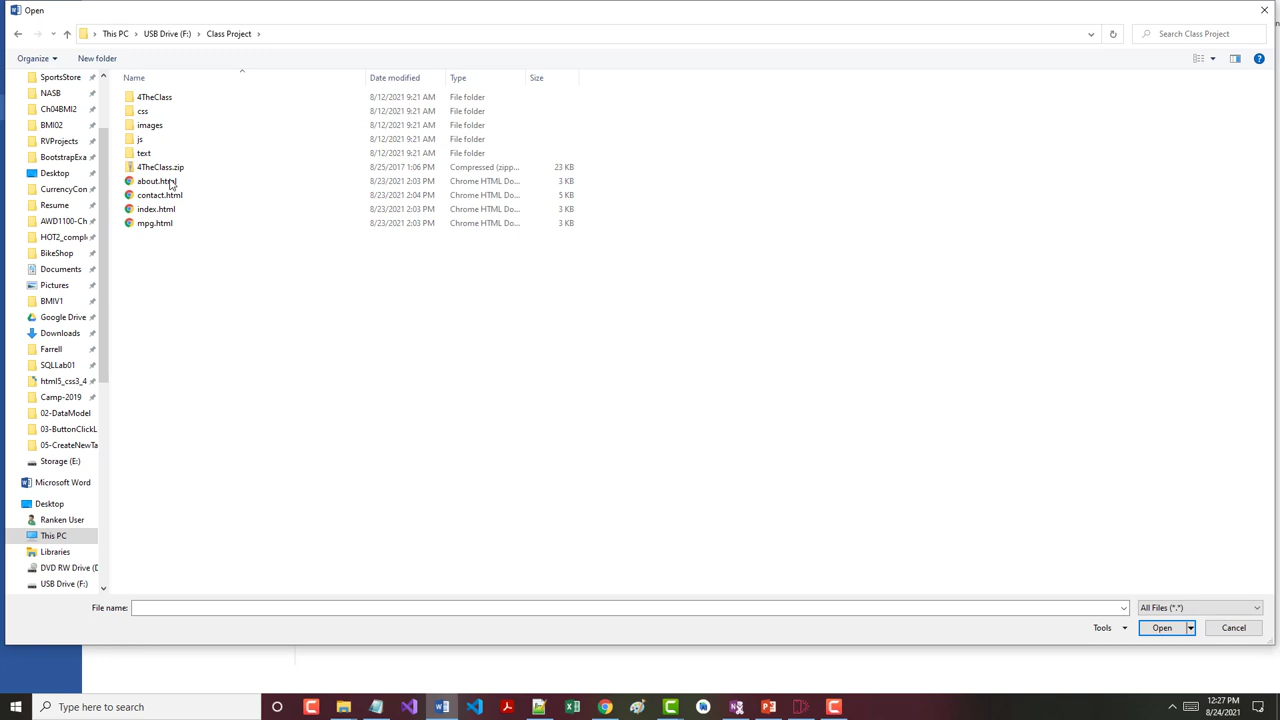 Open
This PC > USB Drive (F:) > Class Project >
Search Class Project
Organize
New folder
Name
Date modified
Type
Size
SportsStore
NASB
Ch04BMI2
BMI02
RVProjects
BootstrapExa
Desktop
CurrencyCon
Resume
AWD1100-Ch
HOT2_compl
BikeShop
Documents
Pictures
BMIV1
Google Drive
Downloads
Farrell
SQLLab01
html5_css3_4
Camp-2019
02-DataModel
03-ButtonClickL
05-CreateNewTa
Storage (E:)
Microsoft Word
Desktop
Ranken User
This PC
Libraries
DVD RW Drive (D
USB Drive (F:)
4TheClass 8/12/2021 9:21 AM File folder
css 8/12/2021 9:21 AM File folder
images 8/12/2021 9:21 AM File folder
js 8/12/2021 9:21 AM File folder
text 8/12/2021 9:21 AM File folder
4TheClass.zip 8/25/2017 1:06 PM Compressed (zipp... 23 KB
about.html 8/23/2021 2:03 PM Chrome HTML Do... 3 KB
contact.html 8/23/2021 2:04 PM Chrome HTML Do... 5 KB
index.html 8/23/2021 2:03 PM Chrome HTML Do... 3 KB
mpg.html 8/23/2021 2:03 PM Chrome HTML Do... 3 KB
File name:
All Files (*.*)
Tools
Open
Cancel
Type here to search
12:27 PM
8/24/2021